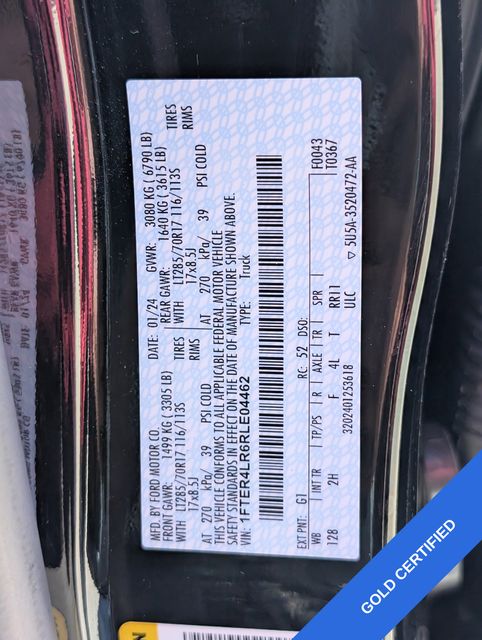 MFD. BY FORD MOTOR CO.
DATE: 01/24 GVWR: 3080 KG ( 6790 LB)
FRONT GAWR: 1499 KG ( 3305 LB) REAR GAWR: 1640 KG ( 3615 LB)
WITH LT285/70R17 116/113S TIRES WITH LT285/70R17 116/113S TIRES
17x8.5J RIMS 17x8.5J RIMS
AT 270 kPa/ 39 PSI COLD AT 270 kPa/ 39 PSI COLD
THIS VEHICLE CONFORMS TO ALL APPLICABLE FEDERAL MOTOR VEHICLE
SAFETY STANDARDS IN EFFECT ON THE DATE OF MANUFACTURE SHOWN ABOVE.
VIN: 1FTER4LR6RLE04462 TYPE: Truck
EXT PNT: G1 RC: 52 DSO: F0043
WB INT TR TP/PS R AXLE TR SPR T0367
128 2H F 4L T RR11
3202401253618 ULC ▽ 5U5A-3520472-AA
GOLD CERTIFIED